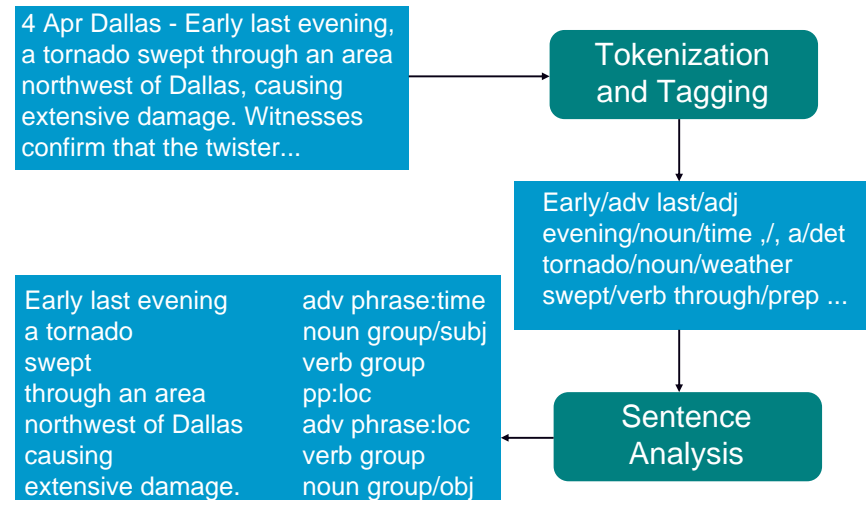 4 Apr Dallas - Early last evening,
a tornado swept through an area
northwest of Dallas, causing
extensive damage. Witnesses
confirm that the twister...
Tokenization
and Tagging
Early/adv last/adj
evening/noun/time ,/, a/det
tornado/noun/weather
swept/verb through/prep ...
Sentence
Analysis
Early last evening adv phrase:time
a tornado noun group/subj
swept verb group
through an area pp:loc
northwest of Dallas adv phrase:loc
causing verb group
extensive damage. noun group/obj